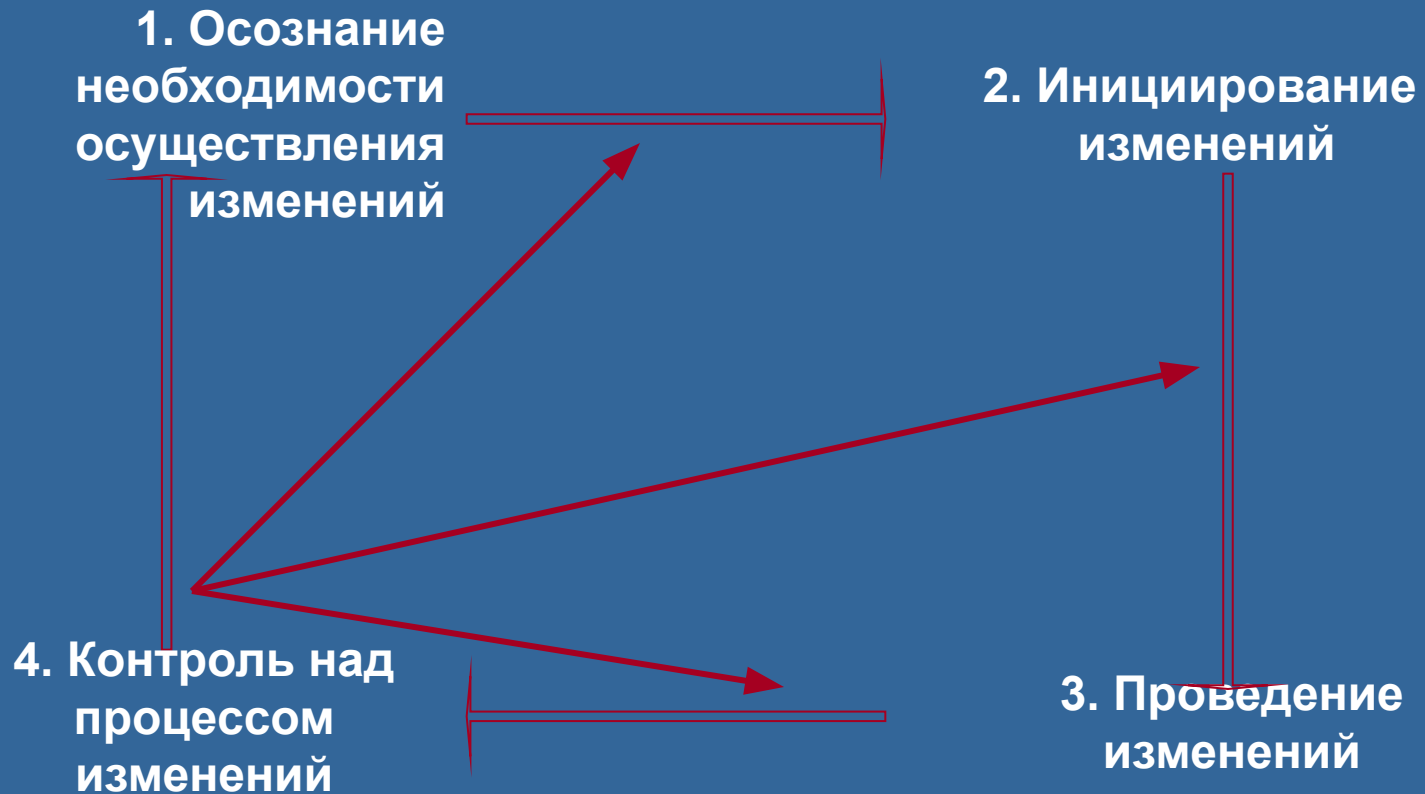 1. Осознание
необходимости
осуществления
изменений
2. Инициирование
изменений
4. Контроль над
процессом
изменений
3. Проведение
изменений